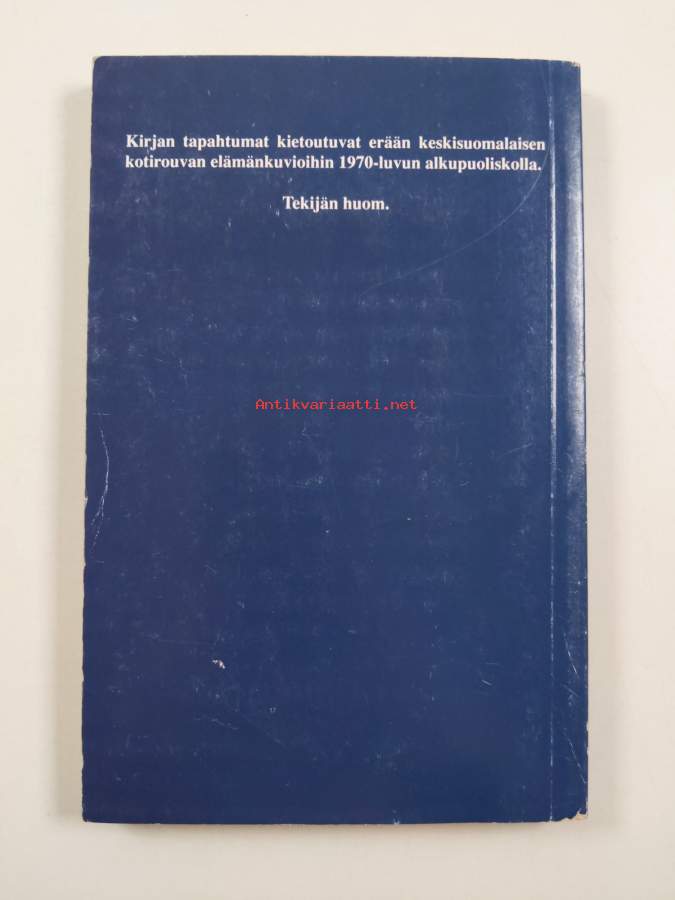 Kirjan tapahtumat kietoutuvat erään keskisuomalaisen
kotirouvan elämänkuvioihin 1970-luvun alkupuoliskolla.
Tekijän huom.
Antikvariaatti.net